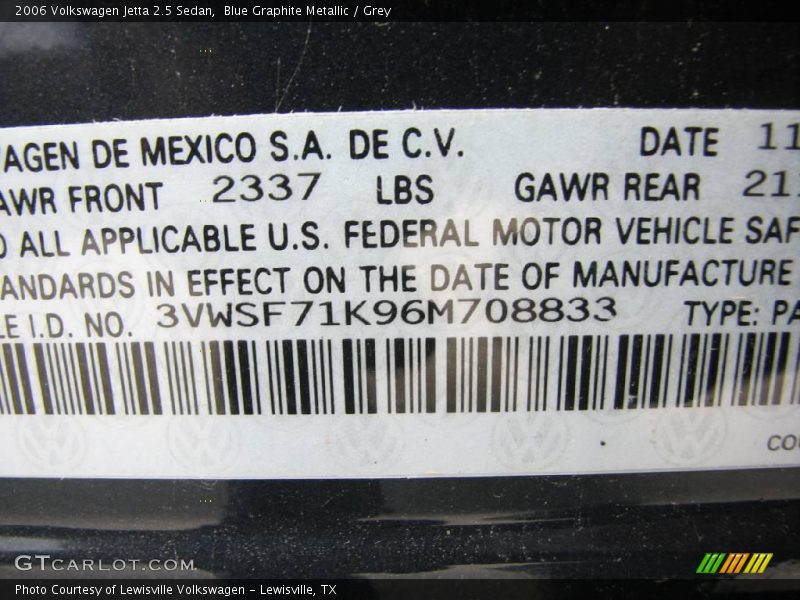 2006 Volkswagen Jetta 2.5 Sedan, Blue Graphite Metallic / Grey
WAGEN DE MEXICO S.A. DE C.V. DATE 11
AWR FRONT 2337 LBS GAWR REAR 21
ALL APPLICABLE U.S. FEDERAL MOTOR VEHICLE SAF
ANDARDS IN EFFECT ON THE DATE OF MANUFACTURE
LE I.D. NO. 3VWSF71K96M708833 TYPE: PA
COU
GTCARLOT.COM
Photo Courtesy of Lewisville Volkswagen - Lewisville, TX